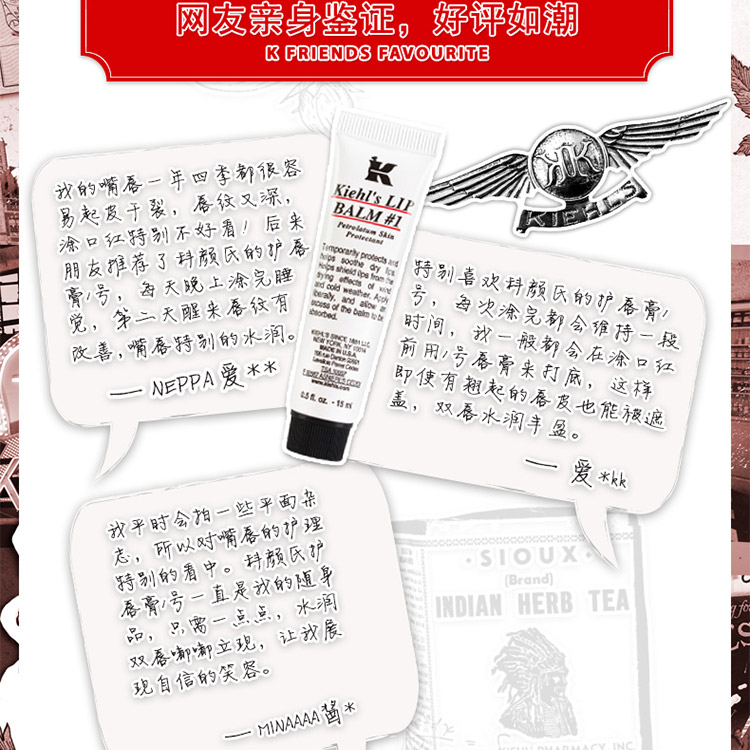 网友亲身鉴证，好评如潮
K FRIENDS FAVOURITE
我的嘴唇一年四季都很容
易起皮干裂，唇纹又深，
涂口红特别不好看！后来
朋友推荐了科颜氏的护唇
膏1号，每天晚上涂完睡
觉，第二天醒来唇纹有
改善，嘴唇特别的水润。
— NEPPA 爱**
Kiehl's LIP
BALM #1
Petrolatum Skin
Protectant
Temporarily protects and
helps soothe dry lips.
Helps shield lips from the
drying effects of wind
and cold weather. Apply
liberally, and allow an
excess of the balm to be
absorbed.
KIEHL'S SINCE 1851 LLC
NEW YORK, NY 10014
MADE IN U.S.A.
www.kiehls.com
0.5 fl. oz. - 15 ml
KIEHL'S
特别喜欢科颜氏的护唇膏1
号，每次涂完都会维持一段
时间，我一般都会在涂口红
前用1号唇膏来打底，这样
即使有翘起的唇皮也能被遮
盖，双唇水润丰盈。
— 爱*kk
我平时会拍一些平面杂
志，所以对嘴唇的护理
特别的看中。科颜氏护
唇膏1号一直是我的随身
品，只需一点点，水润
双唇嘟嘟立现，让我展
现自信的笑容。
— MINAAAA酱*
·SIOUX·
(Brand)
INDIAN HERB TEA
PHARMACY, INC.